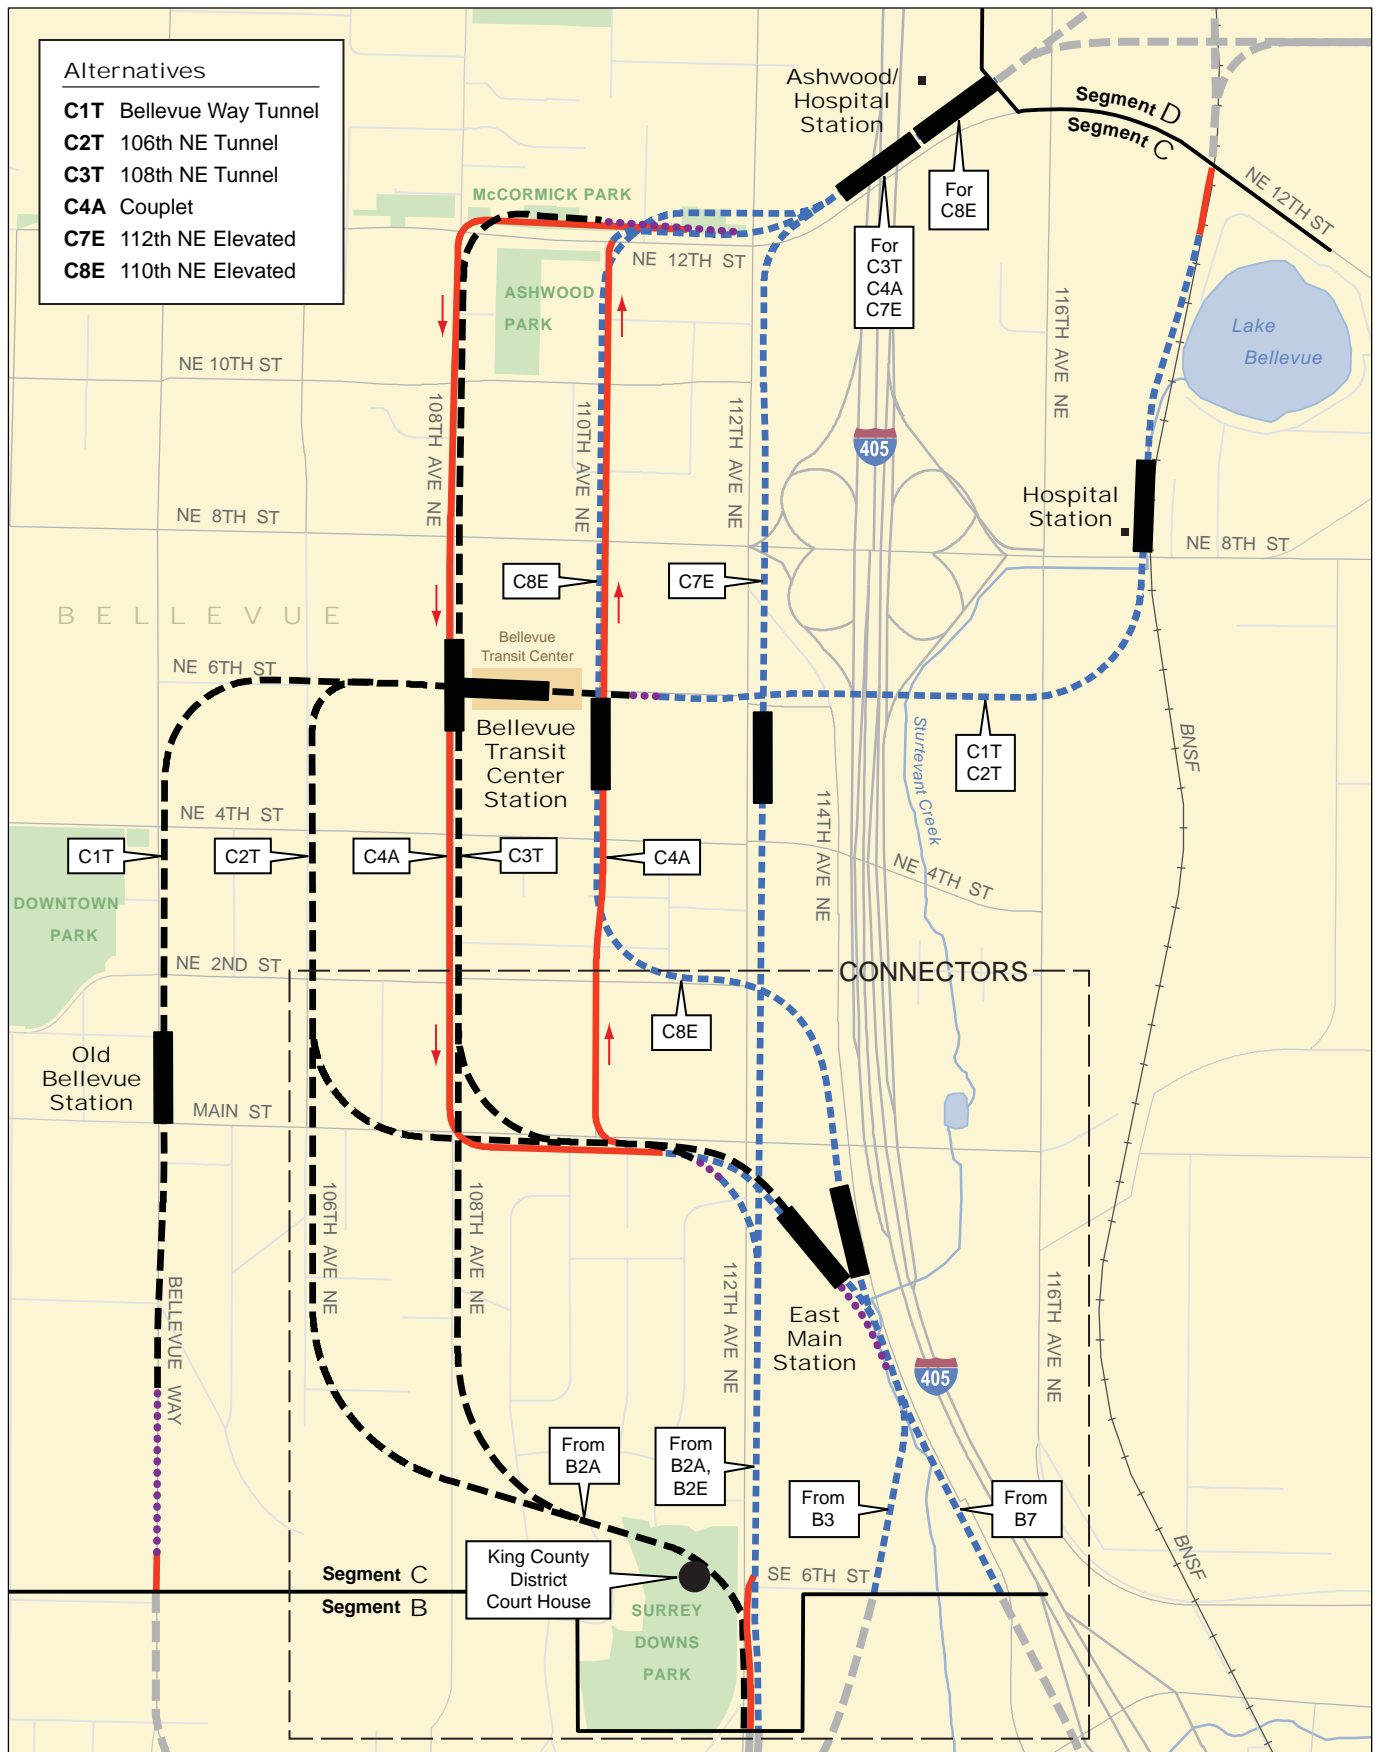 Alternatives
C1T Bellevue Way Tunnel
C2T 106th NE Tunnel
C3T 108th NE Tunnel
C4A Couplet
C7E 112th NE Elevated
C8E 110th NE Elevated
Ashwood/
Hospital
Station
Segment D
Segment C
For
C8E
For
C3T
C4A
C7E
NE 12TH ST
McCORMICK PARK
NE 12TH ST
ASHWOOD
PARK
Lake
Bellevue
116TH AVE NE
NE 10TH ST
108TH AVE NE
110TH AVE NE
112TH AVE NE
405
Hospital
Station
NE 8TH ST
NE 8TH ST
C8E
C7E
BELLEVUE
Bellevue
Transit Center
NE 6TH ST
Bellevue
Transit
Center
Station
C1T
C2T
Sturtevant Creek
BNSF
NE 4TH ST
114TH AVE NE
C1T
C2T
C4A
C3T
C4A
NE 4TH ST
DOWNTOWN
PARK
NE 2ND ST
CONNECTORS
C8E
Old
Bellevue
Station
MAIN ST
106TH AVE NE
108TH AVE NE
112TH AVE NE
116TH AVE NE
BELLEVUE WAY
East
Main
Station
405
From
B2A
From
B2A,
B2E
From
B3
From
B7
BNSF
King County
District
Court House
Segment C
Segment B
SE 6TH ST
SURREY
DOWNS
PARK